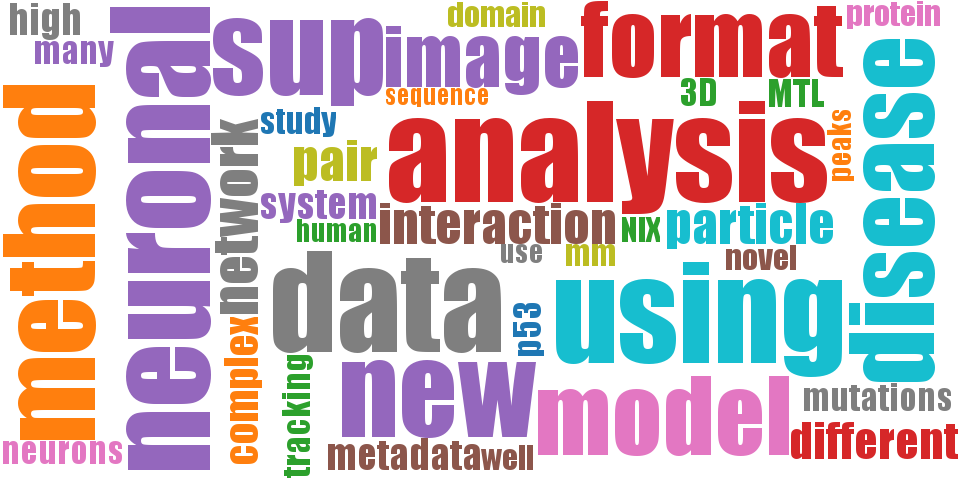 high
many
neuronal
sup
image
domain
format
protein
sequence
3D
MTL
disease
method
study
network
pair
analysis
peaks
system
human
interaction
NIX
particle
use
mm
novel
data
using
p53
complex
tracking
new
model
mutations
neurons
metadata
well
different